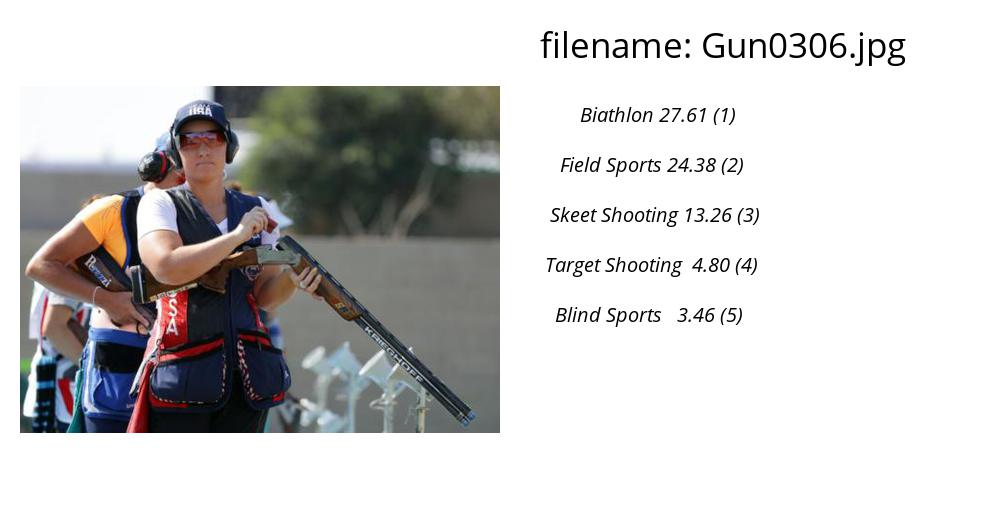 filename: Gun0306.jpg
Biathlon 27.61 (1)
Field Sports 24.38 (2)
Skeet Shooting 13.26 (3)
Target Shooting 4.80 (4)
Blind Sports 3.46 (5)
USA
SA
KRIEGHOFF